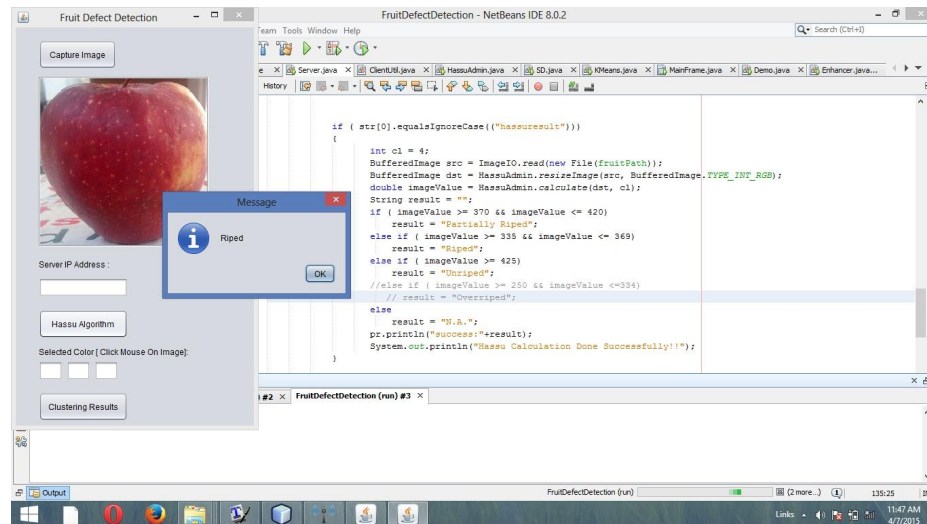 Fruit Defect Detection
FruitDefectDetection - NetBeans IDE 8.0.2
Team Tools Window Help
Search (Ctrl+I)
Capture Image
Server.java
ClientUtil.java
HassuAdmin.java
SD.java
KMeans.java
MainFrame.java
Demo.java
Enhancer.java...
History
if ( str[0].equalsIgnoreCase(("hassuresult")))
{
int cl = 4;
BufferedImage src = ImageIO.read(new File(fruitPath));
BufferedImage dst = HassuAdmin.resizeImage(src, BufferedImage.TYPE_INT_RGB);
double imageValue = HassuAdmin.calculate(dst, cl);
String result = "";
if ( imageValue >= 370 && imageValue <= 420)
result = "Partially Riped";
else if ( imageValue >= 335 && imageValue <= 369)
result = "Riped";
else if ( imageValue >= 425)
result = "Unriped";
//else if ( imageValue >= 250 && imageValue <=334)
// result = "Overriped";
else
result = "N.A.";
pr.println("success:"+result);
System.out.println("Hassu Calculation Done Successfully!!");
}
Message
Riped
OK
Server IP Address :
Hassu Algorithm
Selected Color [ Click Mouse On Image]:
Clustering Results
#2
FruitDefectDetection (run) #3
Output
FruitDefectDetection (run)
(2 more...)
1
135:25
Links
11:47 AM
4/7/2015